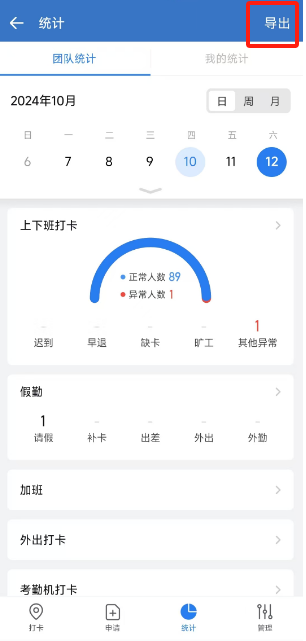 统计 导出
团队统计 我的统计
2024年10月 日 周 月
日 一 二 三 四 五 六
6 7 8 9 10 11 12
上下班打卡
正常人数 89
异常人数 1
- - - - 1
迟到 早退 缺卡 旷工 其他异常
假勤
1 - - - -
请假 补卡 出差 外出 外勤
加班
外出打卡
考勤机打卡
打卡 申请 统计 管理